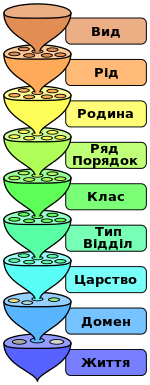 Вид
Рід
Родина
Ряд
Порядок
Клас
Тип
Відділ
Царство
Домен
Життя